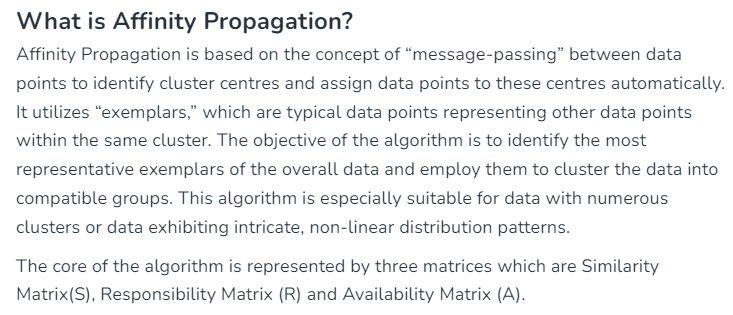 What is Affinity Propagation?
Affinity Propagation is based on the concept of “message-passing” between data
points to identify cluster centres and assign data points to these centres automatically.
It utilizes “exemplars,” which are typical data points representing other data points
within the same cluster. The objective of the algorithm is to identify the most
representative exemplars of the overall data and employ them to cluster the data into
compatible groups. This algorithm is especially suitable for data with numerous
clusters or data exhibiting intricate, non-linear distribution patterns.
The core of the algorithm is represented by three matrices which are Similarity
Matrix(S), Responsibility Matrix (R) and Availability Matrix (A).